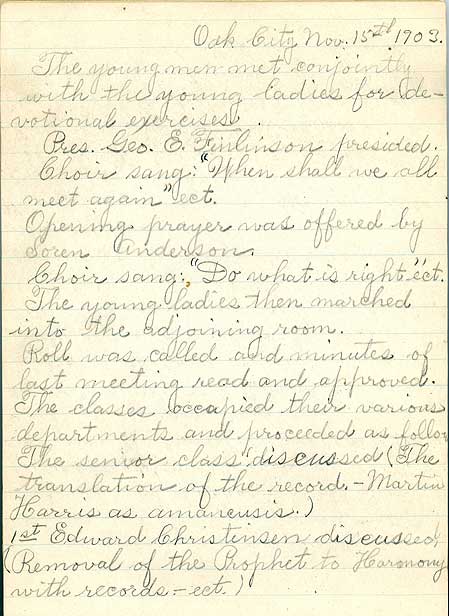 Oak City Nov. 15th 1903.
The young men met conjointly
with the young ladies for de-
votional exercises.
Pres. Geo. E. Finlinson presided.
Choir sang: "When shall we all
meet again" ect.
Opening prayer was offered by
Soren Anderson.
Choir sang: "Do what is right" ect.
The young ladies then marched
into the adjoining room.
Roll was called and minutes of
last meeting read and approved.
The classes occapied their various
departments and proceeded as follow
The senior class discussed (The
translation of the record. - Martin
Harris as amanensis.)
1st Edward Christinsen discussed
(Removal of the Prophet to Harmony
with records - ect.)